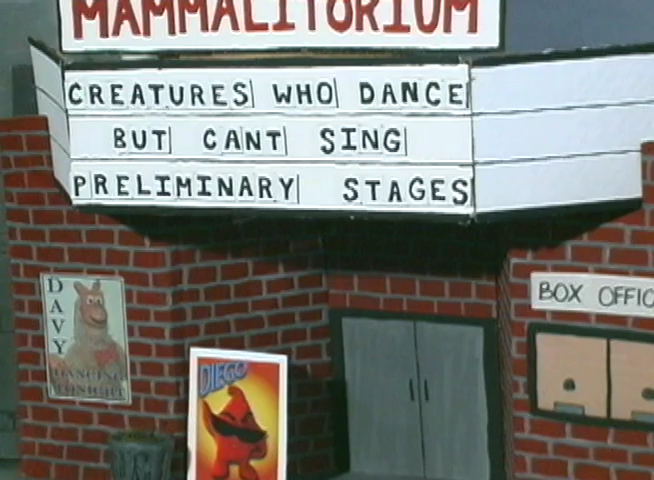 MAMMALITORIUM
CREATURES WHO DANCE
BUT CANT SING
PRELIMINARY STAGES
DAVY
DANCING
TONIGHT
DIEGO
BOX OFFIC